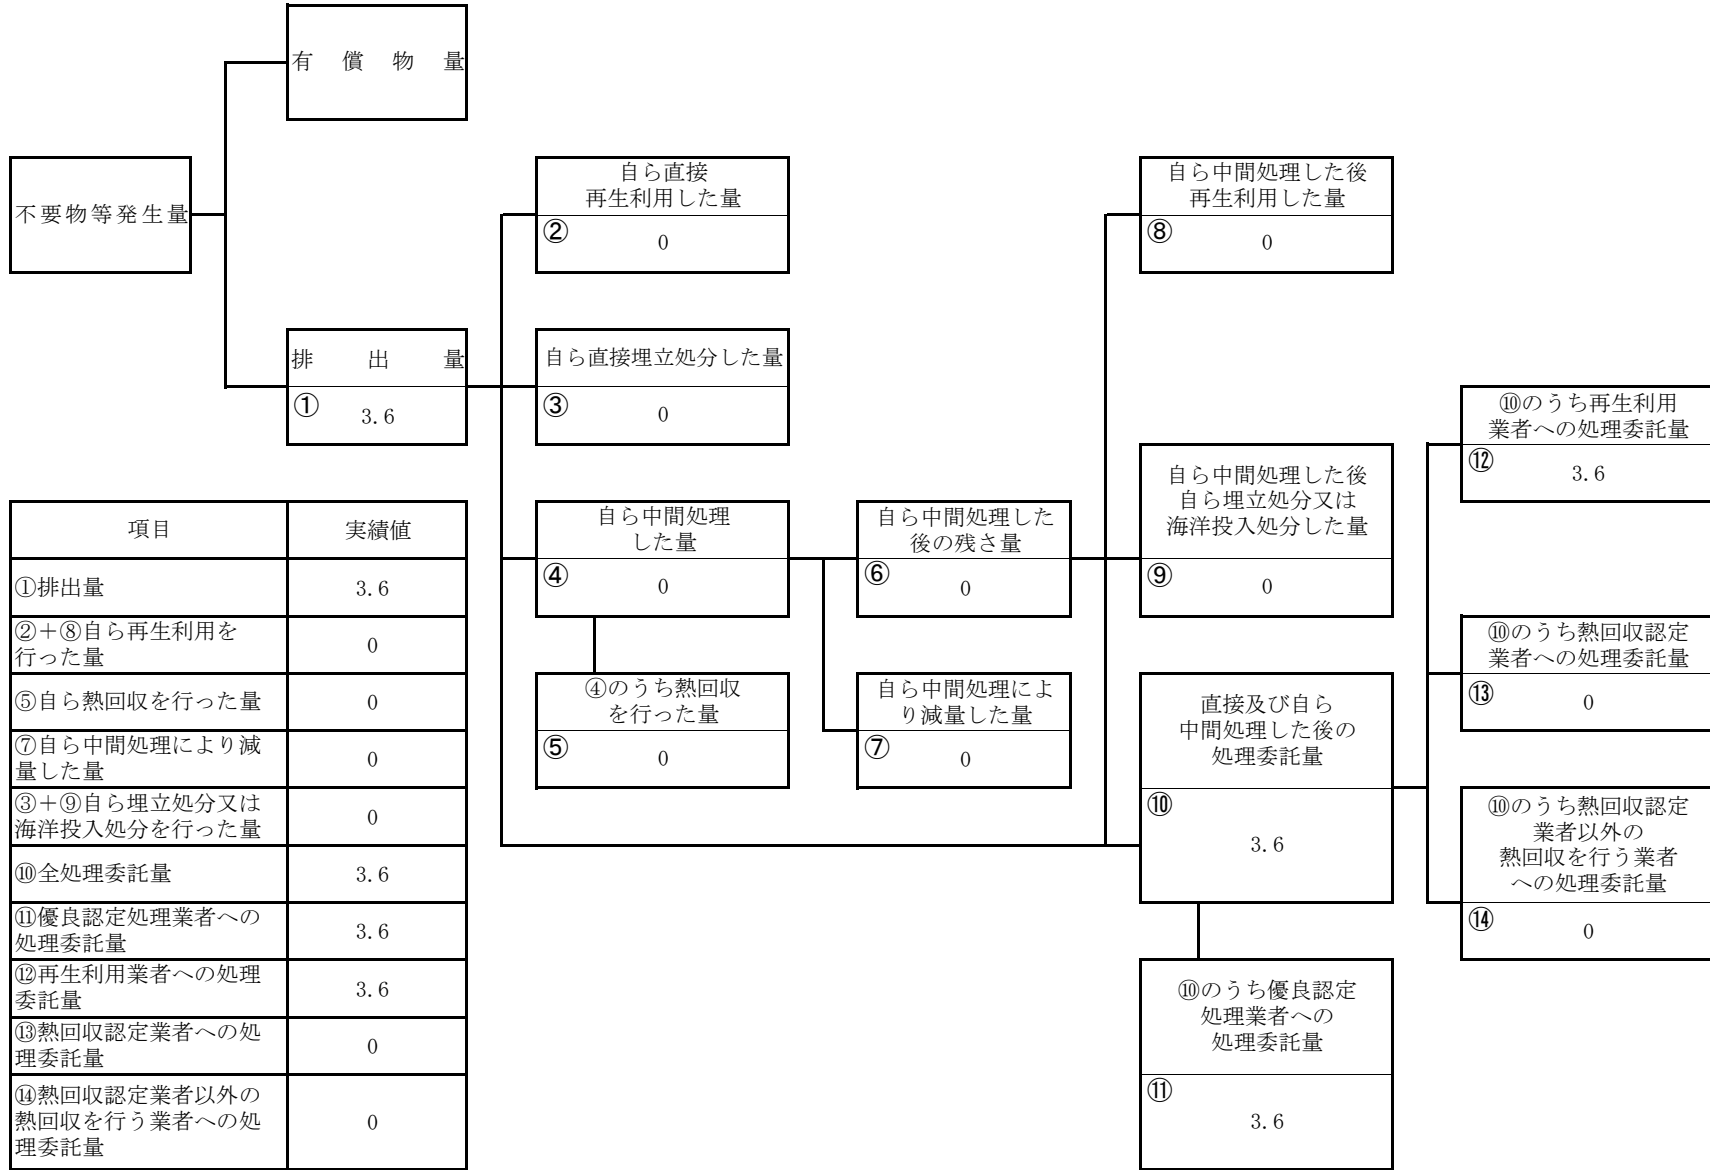 有償物量
不要物等発生量
自ら直接
再生利用した量
②
0
自ら中間処理した後
再生利用した量
⑧
0
排出量
①
3.6
自ら直接埋立処分した量
③
0
⑩のうち再生利用
業者への処理委託量
⑫
3.6
自ら中間処理した後
自ら埋立処分又は
海洋投入処分した量
⑨
0
自ら中間処理
した量
④
0
自ら中間処理した
後の残さ量
⑥
0
⑩のうち熱回収認定
業者への処理委託量
⑬
0
④のうち熱回収
を行った量
⑤
0
自ら中間処理によ
り減量した量
⑦
0
直接及び自ら
中間処理した後の
処理委託量
⑩
3.6
⑩のうち熱回収認定
業者以外の
熱回収を行う業者
への処理委託量
⑭
0
⑩のうち優良認定
処理業者への
処理委託量
⑪
3.6
項目 実績値
①排出量 3.6
②＋⑧自ら再生利用を
行った量
0
⑤自ら熱回収を行った量 0
⑦自ら中間処理により減
量した量
0
③＋⑨自ら埋立処分又は
海洋投入処分を行った量
0
⑩全処理委託量 3.6
⑪優良認定処理業者への
処理委託量
3.6
⑫再生利用業者への処理
委託量
3.6
⑬熱回収認定業者への処
理委託量
0
⑭熱回収認定業者以外の
熱回収を行う業者への処
理委託量
0